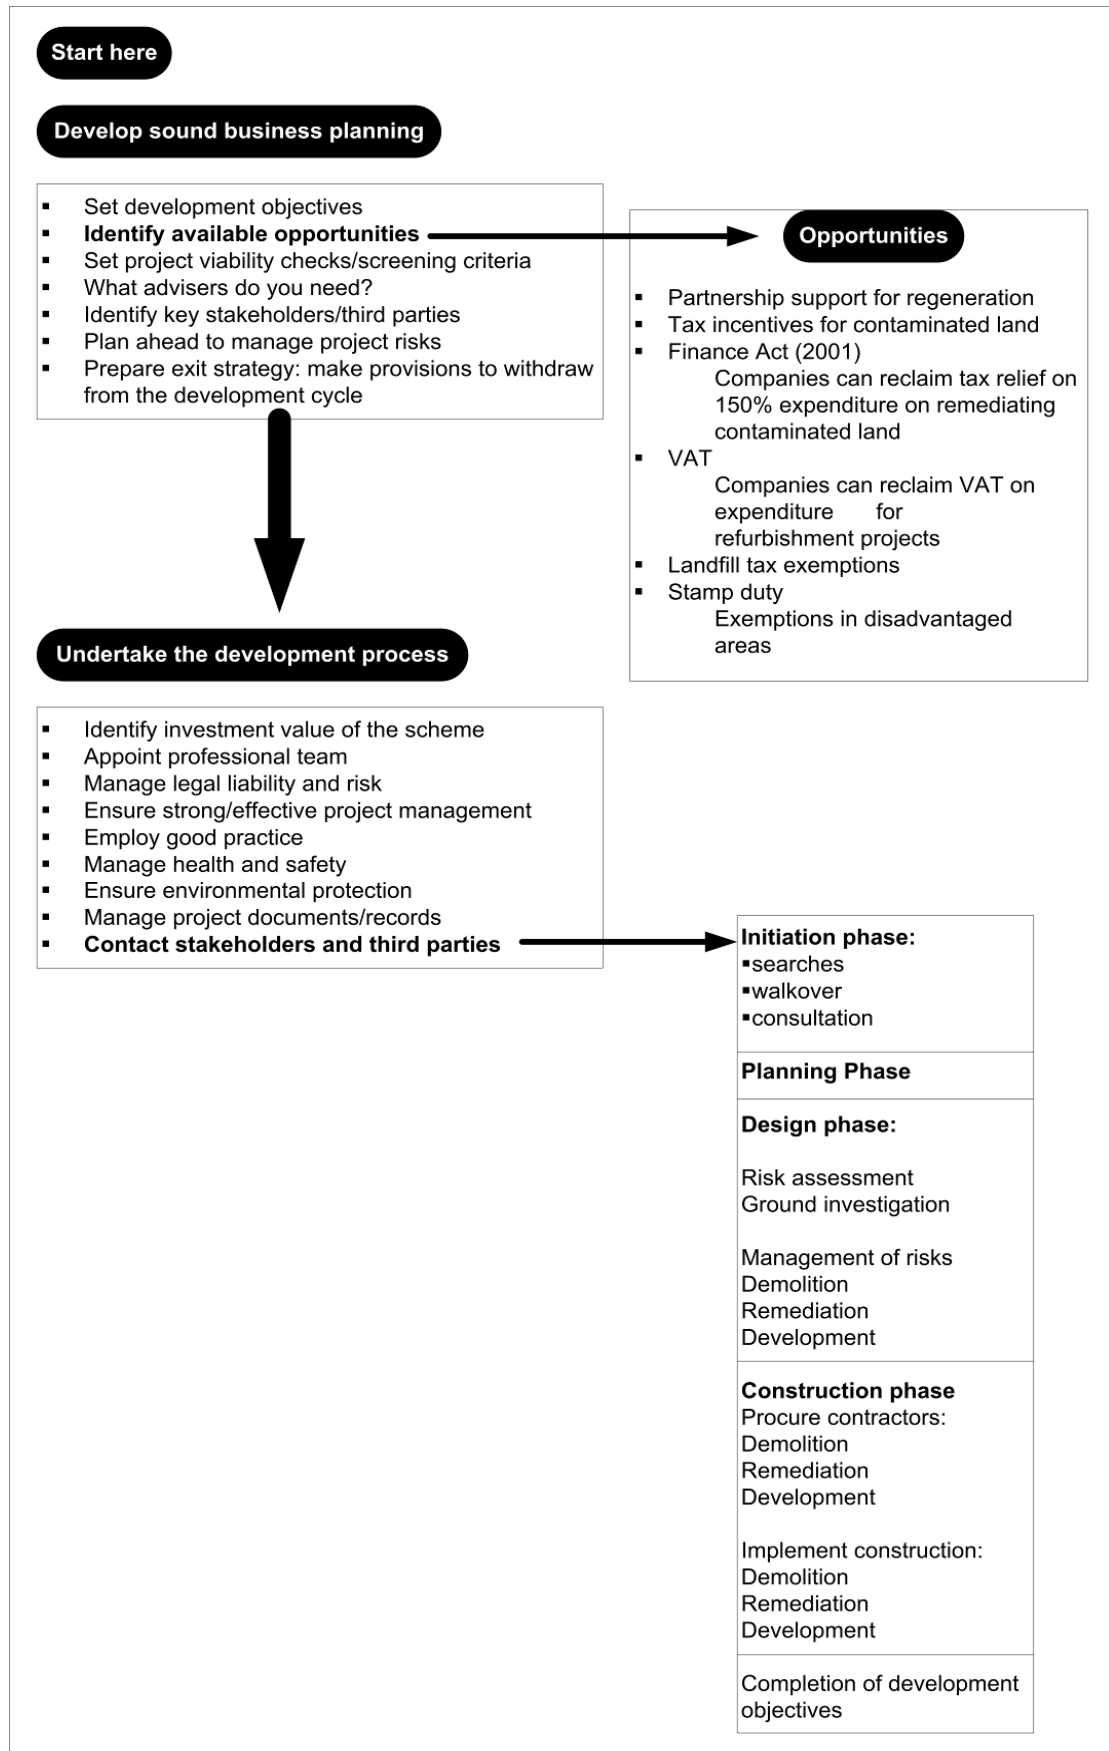 Start here
Develop sound business planning
▪ Set development objectives
▪ Identify available opportunities
▪ Set project viability checks/screening criteria
▪ What advisers do you need?
▪ Identify key stakeholders/third parties
▪ Plan ahead to manage project risks
▪ Prepare exit strategy: make provisions to withdraw
from the development cycle
Opportunities
▪ Partnership support for regeneration
▪ Tax incentives for contaminated land
▪ Finance Act (2001)
Companies can reclaim tax relief on
150% expenditure on remediating
contaminated land
▪ VAT
Companies can reclaim VAT on
expenditure for
refurbishment projects
▪ Landfill tax exemptions
▪ Stamp duty
Exemptions in disadvantaged
areas
Undertake the development process
▪ Identify investment value of the scheme
▪ Appoint professional team
▪ Manage legal liability and risk
▪ Ensure strong/effective project management
▪ Employ good practice
▪ Manage health and safety
▪ Ensure environmental protection
▪ Manage project documents/records
▪ Contact stakeholders and third parties
Initiation phase:
▪searches
▪walkover
▪consultation
Planning Phase
Design phase:
Risk assessment
Ground investigation
Management of risks
Demolition
Remediation
Development
Construction phase
Procure contractors:
Demolition
Remediation
Development
Implement construction:
Demolition
Remediation
Development
Completion of development
objectives